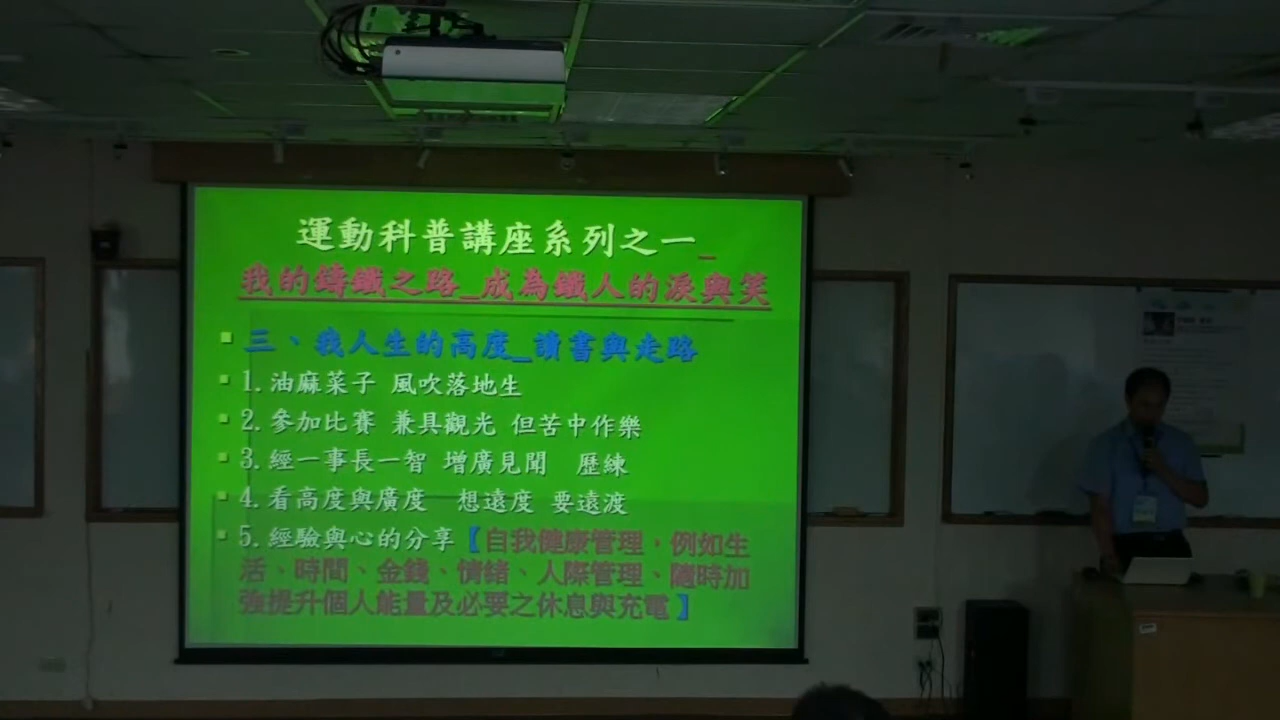 運動科普講座系列之一_
我的鑄鐵之路_成為鐵人的淚與笑
三、我人生的高度_讀書與走路
1.油麻菜子 風吹落地生
2.參加比賽 兼具觀光 但苦中作樂
3.經一事長一智 增廣見聞 歷練
4.看高度與廣度 想遠度 要遠渡
5.經驗與心的分享【自我健康管理，例如生
活、時間、金錢、情緒、人際管理、隨時加
強提升個人能量及必要之休息與充電】